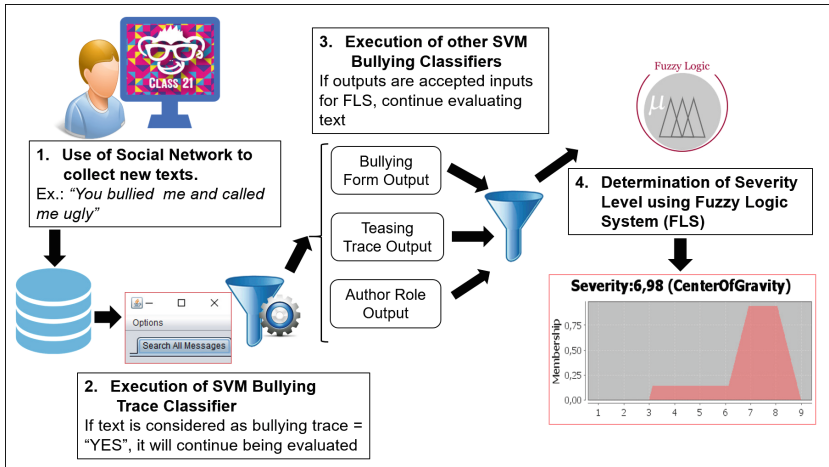 CLASS 21
1. Use of Social Network to
collect new texts.
Ex.: “You bullied me and called
me ugly”
Options
Search All Messages
2. Execution of SVM Bullying
Trace Classifier
If text is considered as bullying trace =
“YES”, it will continue being evaluated
3. Execution of other SVM
Bullying Classifiers
If outputs are accepted inputs
for FLS, continue evaluating
text
Bullying
Form Output
Teasing
Trace Output
Author Role
Output
Fuzzy Logic
μ
4. Determination of Severity
Level using Fuzzy Logic
System (FLS)
Severity:6,98 (CenterOfGravity)
Membership
0,75
0,50
0,25
0,00
1 2 3 4 5 6 7 8 9